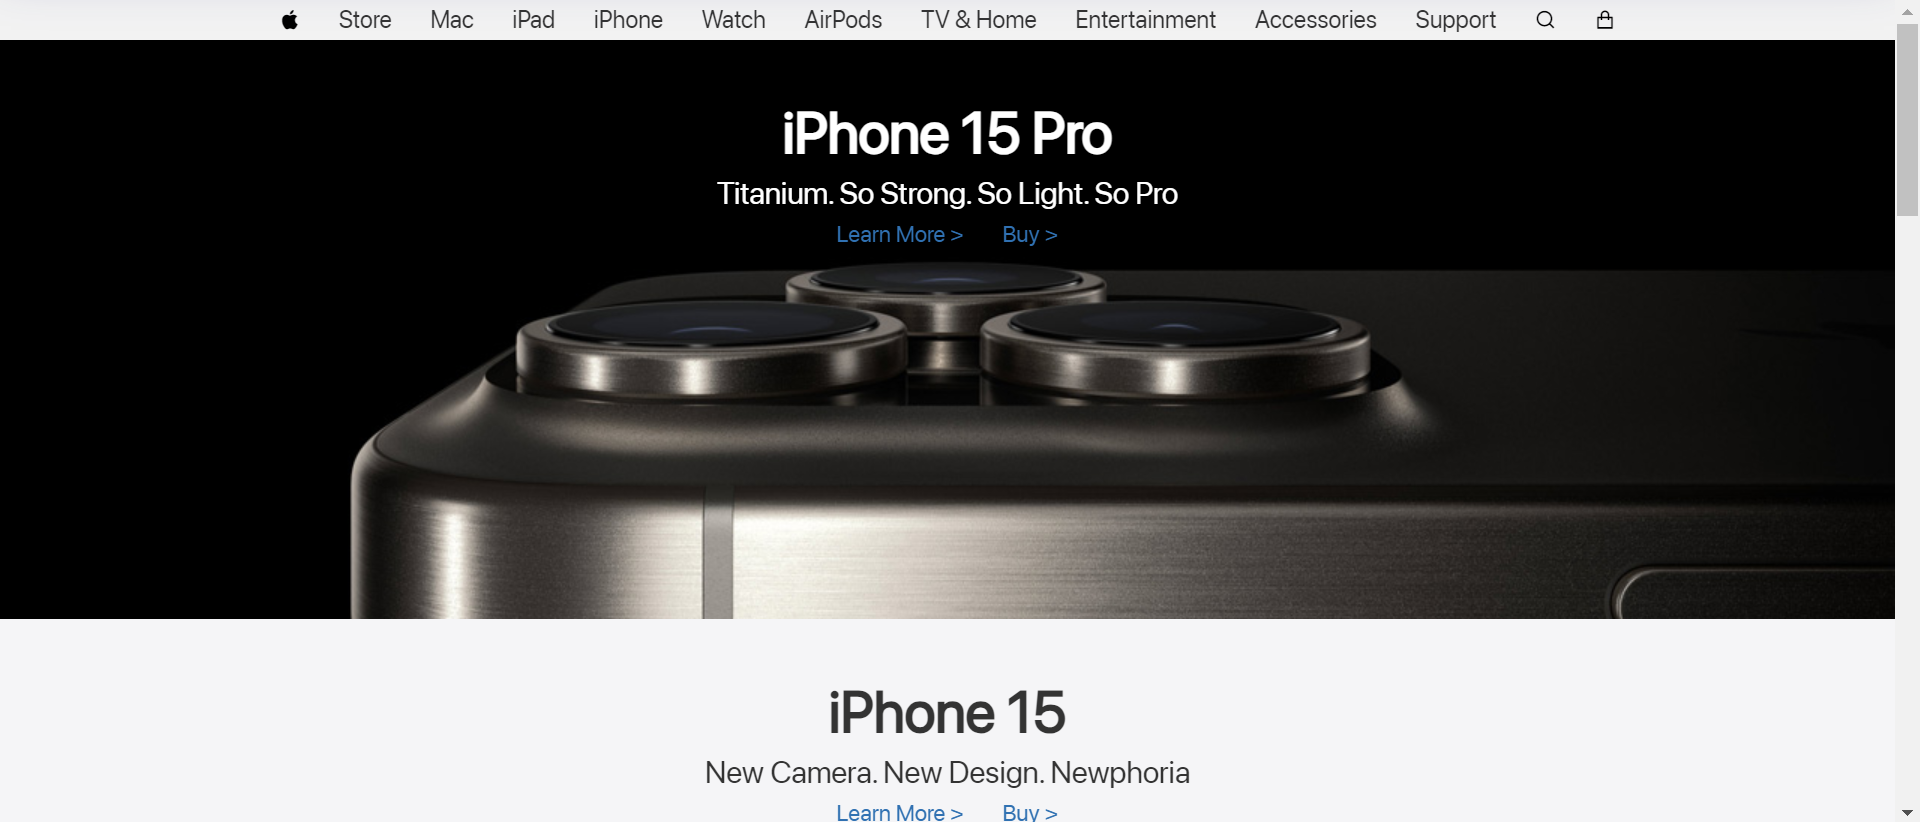 Store Mac iPad iPhone Watch AirPods TV & Home Entertainment Accessories Support
iPhone 15 Pro
Titanium. So Strong. So Light. So Pro
Learn More > Buy >
iPhone 15
New Camera. New Design. Newphoria
Learn More > Buy >